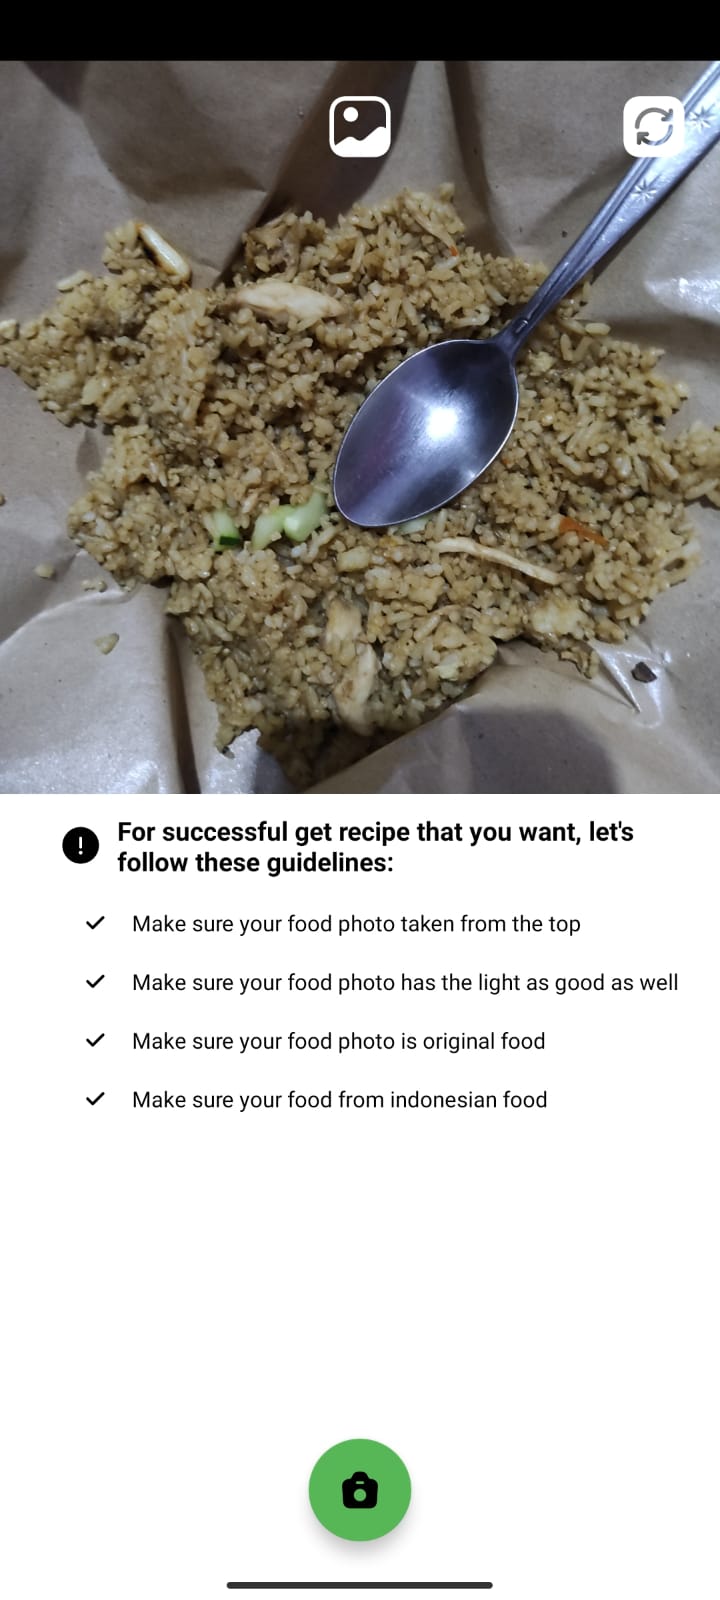 For successful get recipe that you want, let's
follow these guidelines:
Make sure your food photo taken from the top
Make sure your food photo has the light as good as well
Make sure your food photo is original food
Make sure your food from indonesian food